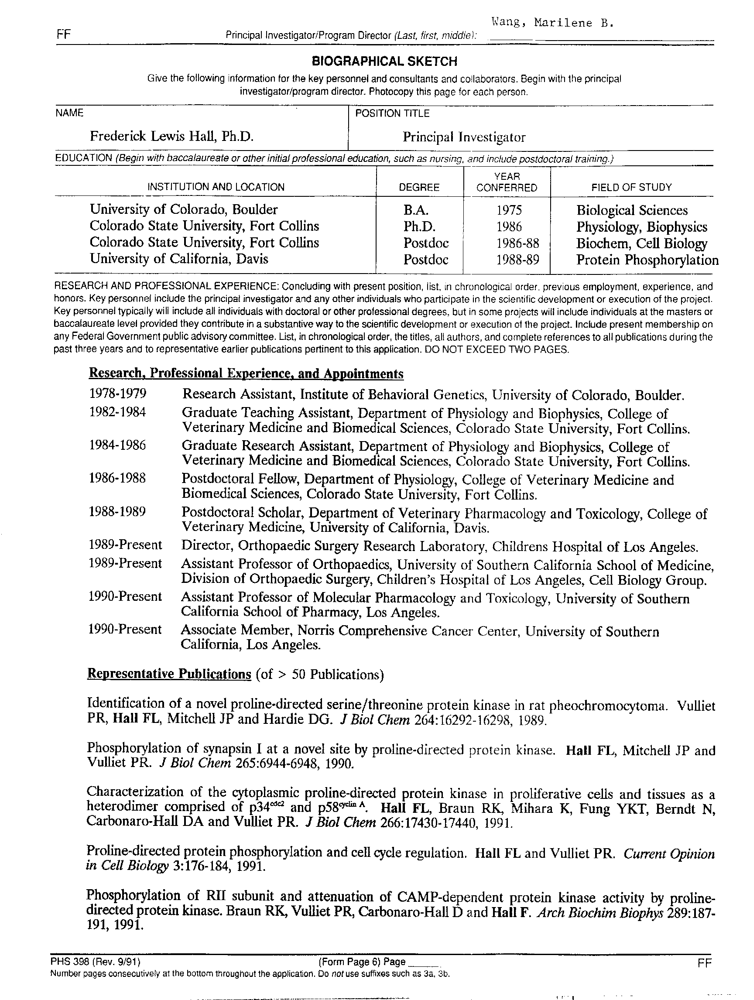 Wang, Marilene B.
FF
Principal Investigator/Program Director (Last, first, middle):
BIOGRAPHICAL SKETCH
Give the following information for the key personnel and consultants and collaborators. Begin with the principal
investigator/program director. Photocopy this page for each person.
NAME
POSITION TITLE
Frederick Lewis Hall, Ph.D.
Principal Investigator
EDUCATION (Begin with baccalaureate or other initial professional education, such as nursing, and include postdoctoral training.)
INSTITUTION AND LOCATION DEGREE YEAR CONFERRED FIELD OF STUDY
University of Colorado, Boulder B.A. 1975 Biological Sciences
Colorado State University, Fort Collins Ph.D. 1986 Physiology, Biophysics
Colorado State University, Fort Collins Postdoc 1986-88 Biochem, Cell Biology
University of California, Davis Postdoc 1988-89 Protein Phosphorylation
RESEARCH AND PROFESSIONAL EXPERIENCE: Concluding with present position, list, in chronological order, previous employment, experience, and
honors. Key personnel include the principal investigator and any other individuals who participate in the scientific development or execution of the project.
Key personnel typically will include all individuals with doctoral or other professional degrees, but in some projects will include individuals at the masters or
baccalaureate level provided they contribute in a substantive way to the scientific development or execution of the project. Include present membership on
any Federal Government public advisory committee. List, in chronological order, the titles, all authors, and complete references to all publications during the
past three years and to representative earlier publications pertinent to this application. DO NOT EXCEED TWO PAGES.
Research, Professional Experience, and Appointments
1978-1979 Research Assistant, Institute of Behavioral Genetics, University of Colorado, Boulder.
1982-1984 Graduate Teaching Assistant, Department of Physiology and Biophysics, College of
Veterinary Medicine and Biomedical Sciences, Colorado State University, Fort Collins.
1984-1986 Graduate Research Assistant, Department of Physiology and Biophysics, College of
Veterinary Medicine and Biomedical Sciences, Colorado State University, Fort Collins.
1986-1988 Postdoctoral Fellow, Department of Physiology, College of Veterinary Medicine and
Biomedical Sciences, Colorado State University, Fort Collins.
1988-1989 Postdoctoral Scholar, Department of Veterinary Pharmacology and Toxicology, College of
Veterinary Medicine, University of California, Davis.
1989-Present Director, Orthopaedic Surgery Research Laboratory, Childrens Hospital of Los Angeles.
1989-Present Assistant Professor of Orthopaedics, University of Southern California School of Medicine,
Division of Orthopaedic Surgery, Children's Hospital of Los Angeles, Cell Biology Group.
1990-Present Assistant Professor of Molecular Pharmacology and Toxicology, University of Southern
California School of Pharmacy, Los Angeles.
1990-Present Associate Member, Norris Comprehensive Cancer Center, University of Southern
California, Los Angeles.
Representative Publications (of > 50 Publications)
Identification of a novel proline-directed serine/threonine protein kinase in rat pheochromocytoma. Vulliet
PR, Hall FL, Mitchell JP and Hardie DG. J Biol Chem 264:16292-16298, 1989.
Phosphorylation of synapsin I at a novel site by proline-directed protein kinase. Hall FL, Mitchell JP and
Vulliet PR. J Biol Chem 265:6944-6948, 1990.
Characterization of the cytoplasmic proline-directed protein kinase in proliferative cells and tissues as a
heterodimer comprised of p34cdc2 and p58cyclin A. Hall FL, Braun RK, Mihara K, Fung YKT, Berndt N,
Carbonaro-Hall DA and Vulliet PR. J Biol Chem 266:17430-17440, 1991.
Proline-directed protein phosphorylation and cell cycle regulation. Hall FL and Vulliet PR. Current Opinion
in Cell Biology 3:176-184, 1991.
Phosphorylation of RII subunit and attenuation of CAMP-dependent protein kinase activity by proline-
directed protein kinase. Braun RK, Vulliet PR, Carbonaro-Hall D and Hall F. Arch Biochim Biophys 289:187-
191, 1991.
PHS 398 (Rev. 9/91) (Form Page 6) Page FF
Number pages consecutively at the bottom throughout the application. Do not use suffixes such as 3a, 3b.